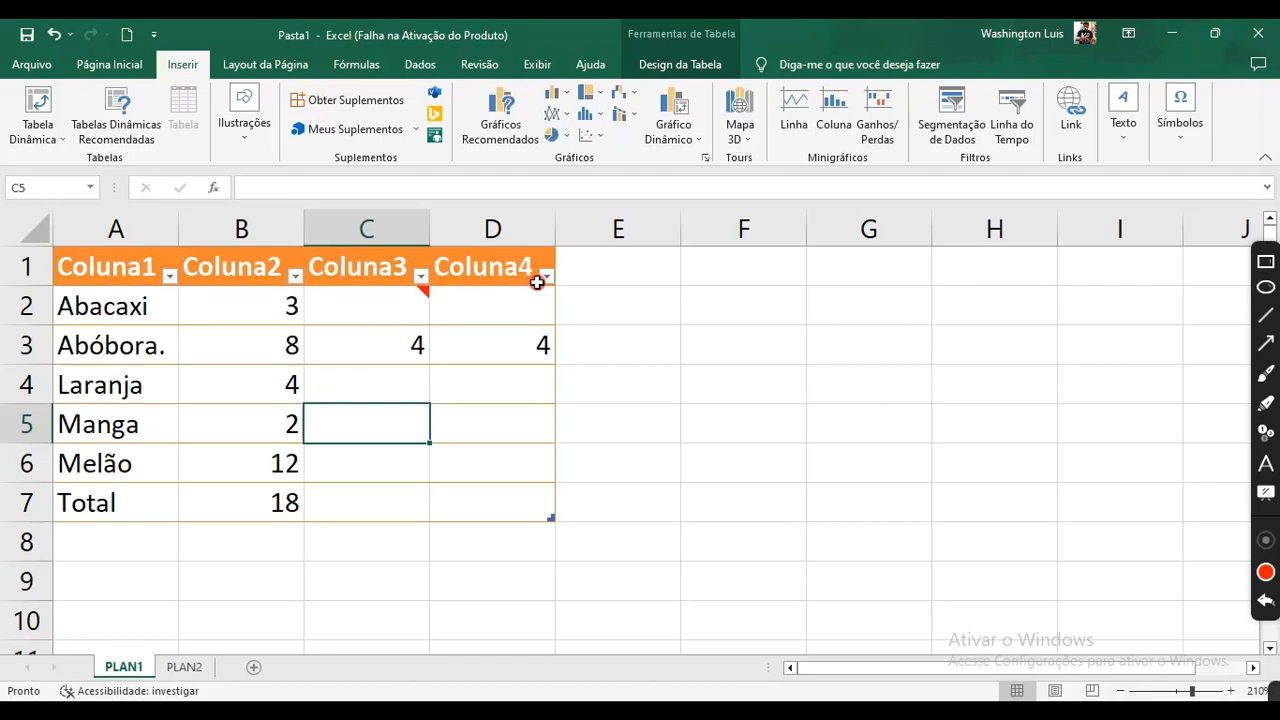 Pasta1 - Excel (Falha na Ativação do Produto)
Ferramentas de Tabela
Washington Luis
Arquivo Página Inicial Inserir Layout da Página Fórmulas Dados Revisão Exibir Ajuda Design da Tabela Diga-me o que você deseja fazer
Tabela Dinâmica
Tabelas Dinâmicas Recomendadas
Tabela
Tabelas
Ilustrações
Obter Suplementos
Meus Suplementos
Suplementos
Gráficos Recomendados
Gráfico Dinâmico
Gráficos
Mapa 3D
Tours
Linha
Coluna
Ganhos/ Perdas
Minigráficos
Segmentação de Dados
Linha do Tempo
Filtros
Link
Links
Texto
Símbolos
C5 fx
A B C D E F G H I J
1 Coluna1 Coluna2 Coluna3 Coluna4
2 Abacaxi 3
3 Abóbora. 8 4 4
4 Laranja 4
5 Manga 2
6 Melão 12
7 Total 18
8
9
10
Ativar o Windows
Acesse Configurações para ativar o Windows.
PLAN1 PLAN2
Pronto Acessibilidade: investigar 210%